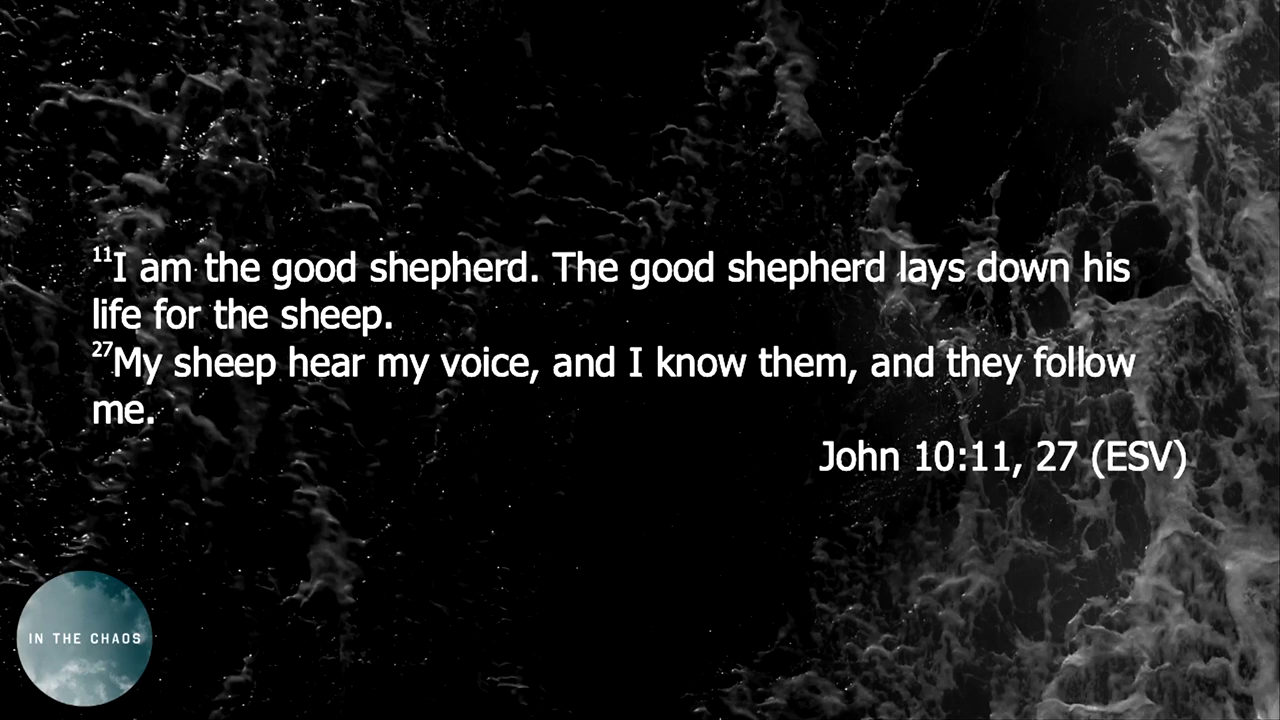 ¹¹I am the good shepherd. The good shepherd lays down his
life for the sheep.
²⁷My sheep hear my voice, and I know them, and they follow
me.
John 10:11, 27 (ESV)
IN THE CHAOS